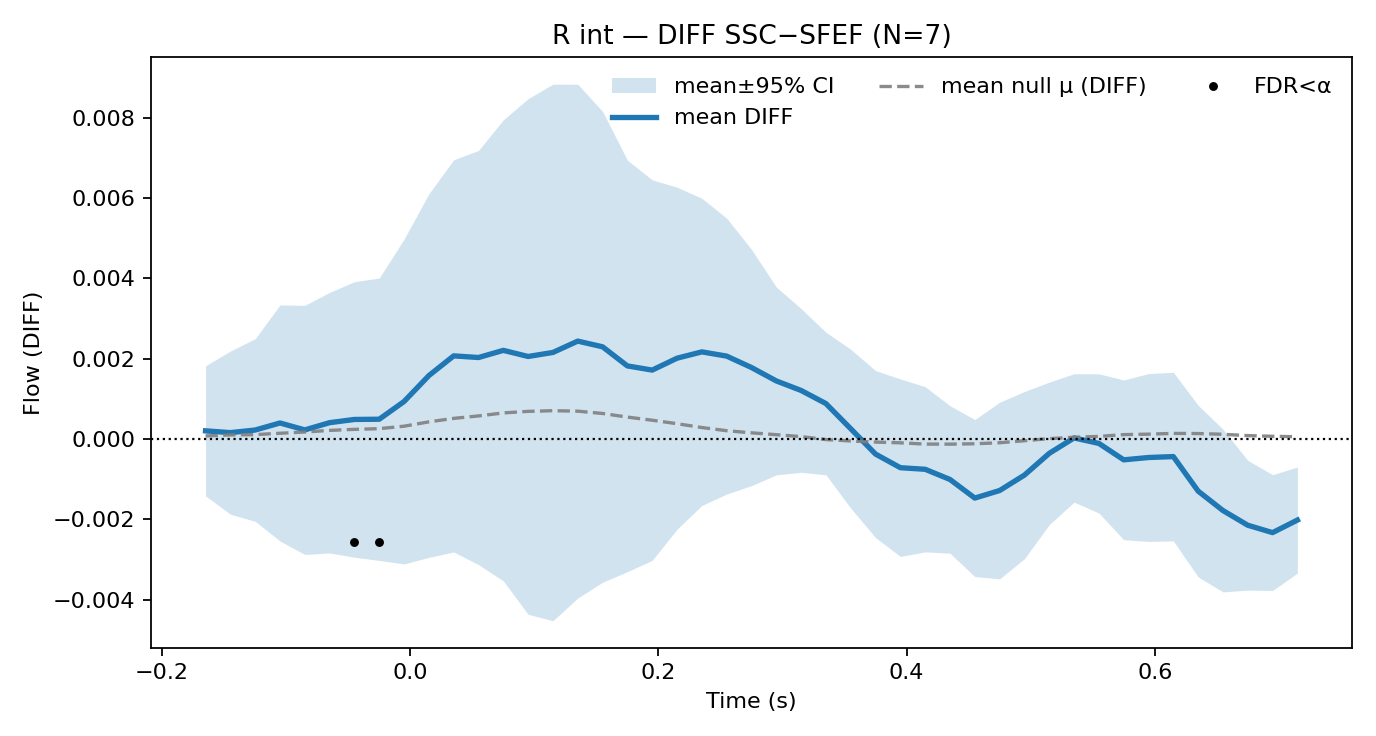 R int — DIFF SSC−SFEF (N=7)
mean±95% CI
mean DIFF
mean null μ (DIFF)
FDR<α
Flow (DIFF)
0.008
0.006
0.004
0.002
0.000
−0.002
−0.004
−0.2
0.0
0.2
0.4
0.6
Time (s)